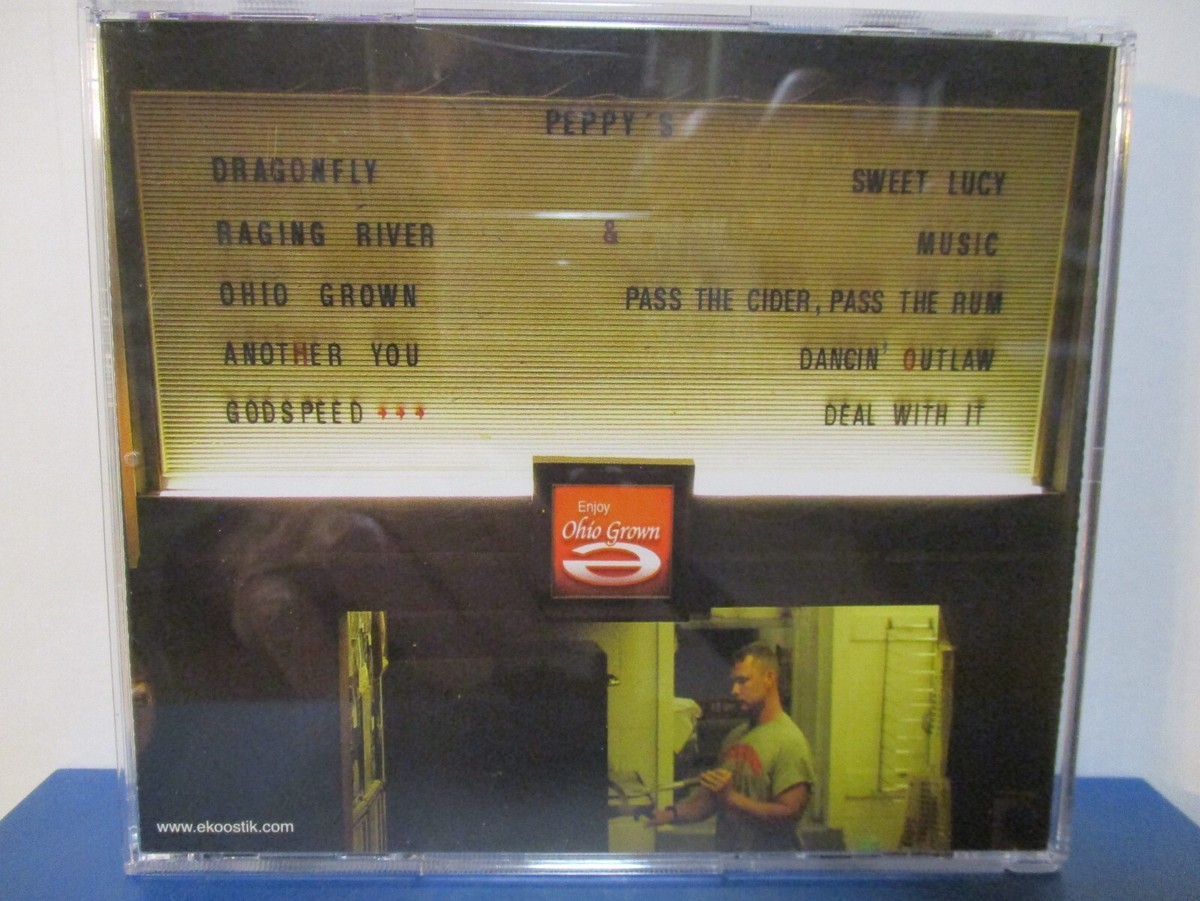 PEPPY'S
DRAGONFLY
RAGING RIVER
OHIO GROWN
ANOTHER YOU
GODSPEED
&
SWEET LUCY
MUSIC
PASS THE CIDER, PASS THE RUM
DANCIN' OUTLAW
DEAL WITH IT
Enjoy
Ohio Grown
e
www.ekoostik.com